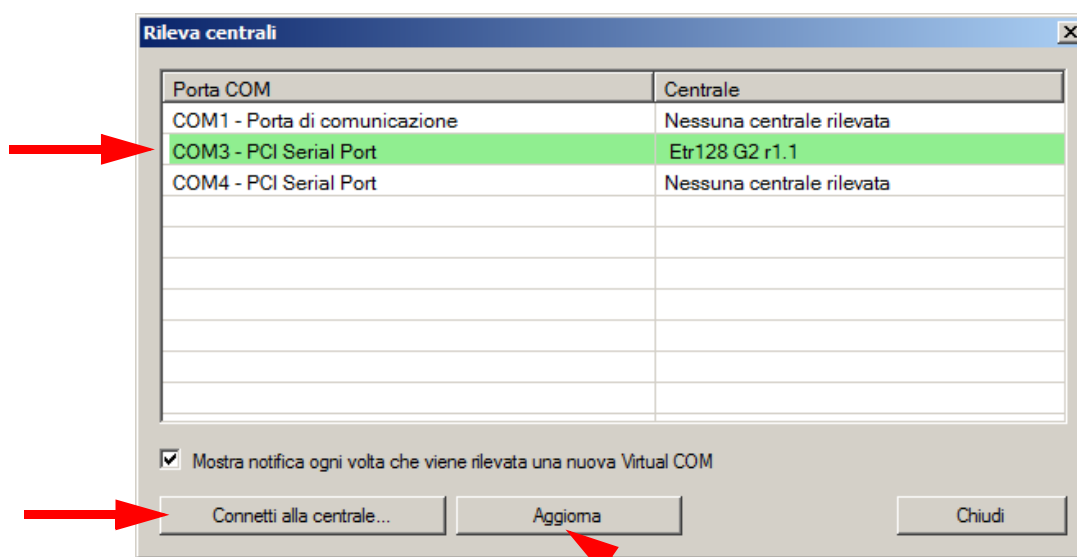 Rileva centrali
Porta COM Centrale
COM1 - Porta di comunicazione Nessuna centrale rilevata
COM3 - PCI Serial Port Etr128 G2 r1.1
COM4 - PCI Serial Port Nessuna centrale rilevata
Mostra notifica ogni volta che viene rilevata una nuova Virtual COM
Connetti alla centrale... Aggiorna Chiudi